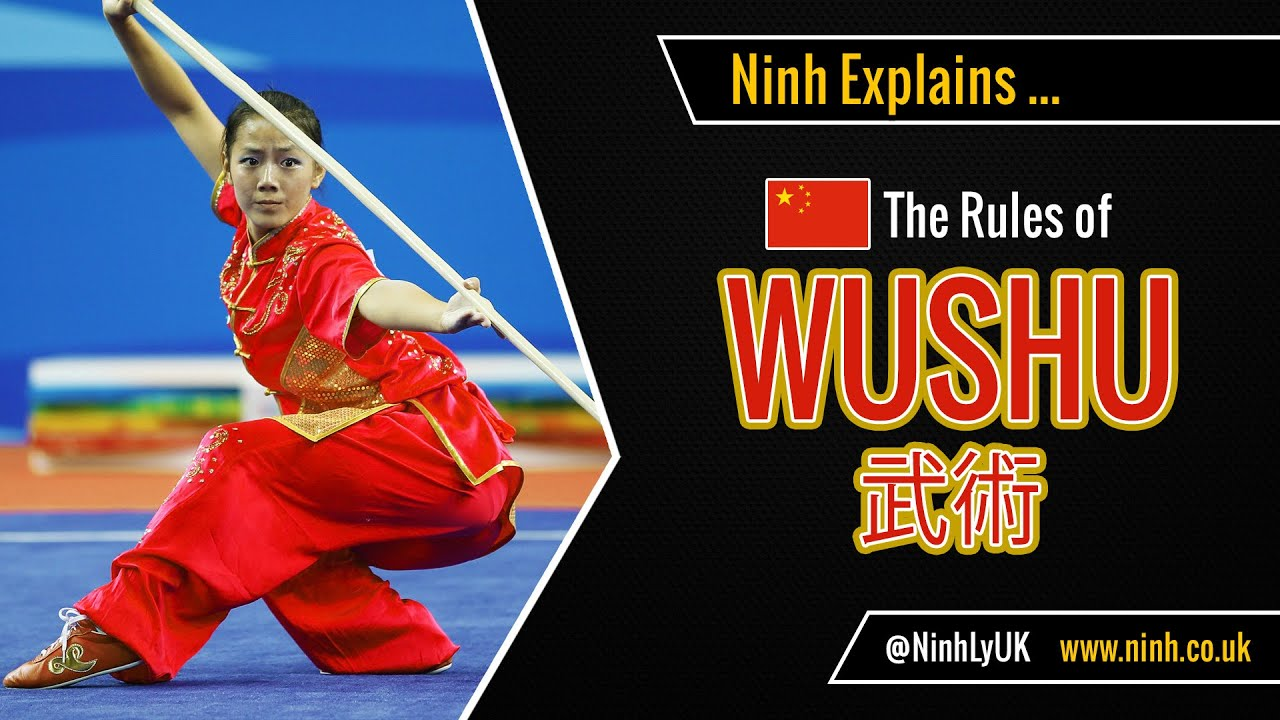 Ninh Explains ...
The Rules of
WUSHU
武術
@NinhLyUK www.ninh.co.uk